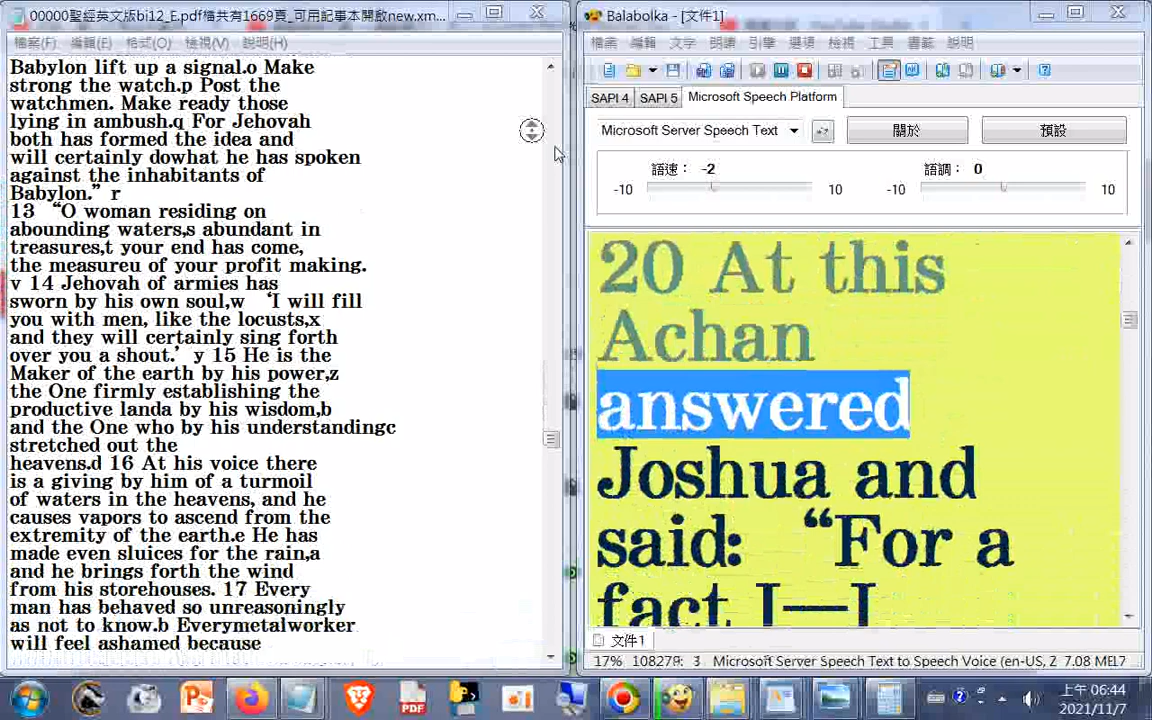 00000聖經英文版bi12_E.pdf檔共有1669頁_可用記事本開啟new.xm...
檔案(F) 編輯(E) 格式(O) 檢視(V) 說明(H)
Babylon lift up a signal.o Make
strong the watch.p Post the
watchmen. Make ready those
lying in ambush.q For Jehovah
both has formed the idea and
will certainly dowhat he has spoken
against the inhabitants of
Babylon.” r
13 “O woman residing on
abounding waters,s abundant in
treasures,t your end has come,
the measureu of your profit making.
v 14 Jehovah of armies has
sworn by his own soul,w ‘I will fill
you with men, like the locusts,x
and they will certainly sing forth
over you a shout.’ y 15 He is the
Maker of the earth by his power,z
the One firmly establishing the
productive landa by his wisdom,b
and the One who by his understandingc
stretched out the
heavens.d 16 At his voice there
is a giving by him of a turmoil
of waters in the heavens, and he
causes vapors to ascend from the
extremity of the earth.e He has
made even sluices for the rain,a
and he brings forth the wind
from his storehouses. 17 Every
man has behaved so unreasoningly
as not to know.b Everymetalworker
will feel ashamed because
Balabolka - [文件1]
檔案 編輯 文字 朗讀 引擎 選項 檢視 工具 書籤 說明
SAPI 4 SAPI 5 Microsoft Speech Platform
Microsoft Server Speech Text 關於 預設
語速： -2 語調： 0
-10 10 -10 10
20 At this
Achan
answered
Joshua and
said: “For a
fact I—I
文件1
17% 10827行: 3 Microsoft Server Speech Text to Speech Voice (en-US, Z 7.08 ME17
PDF
上午 06:44
2021/11/7